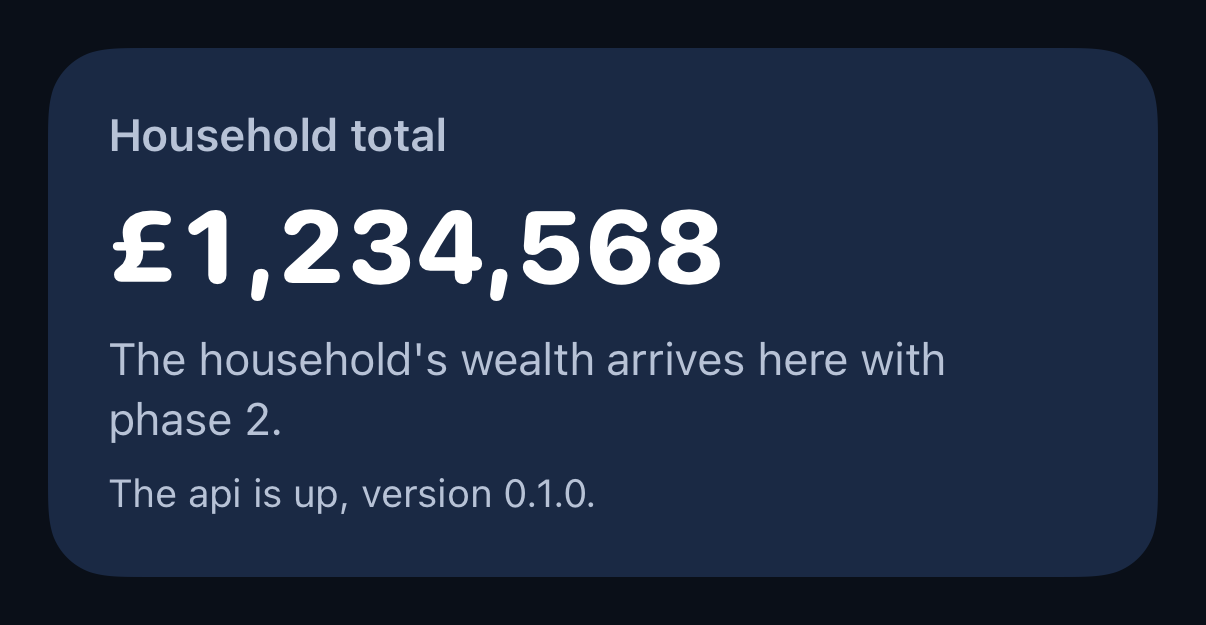 Household total
£1,234,568
The household's wealth arrives here with
phase 2.
The api is up, version 0.1.0.